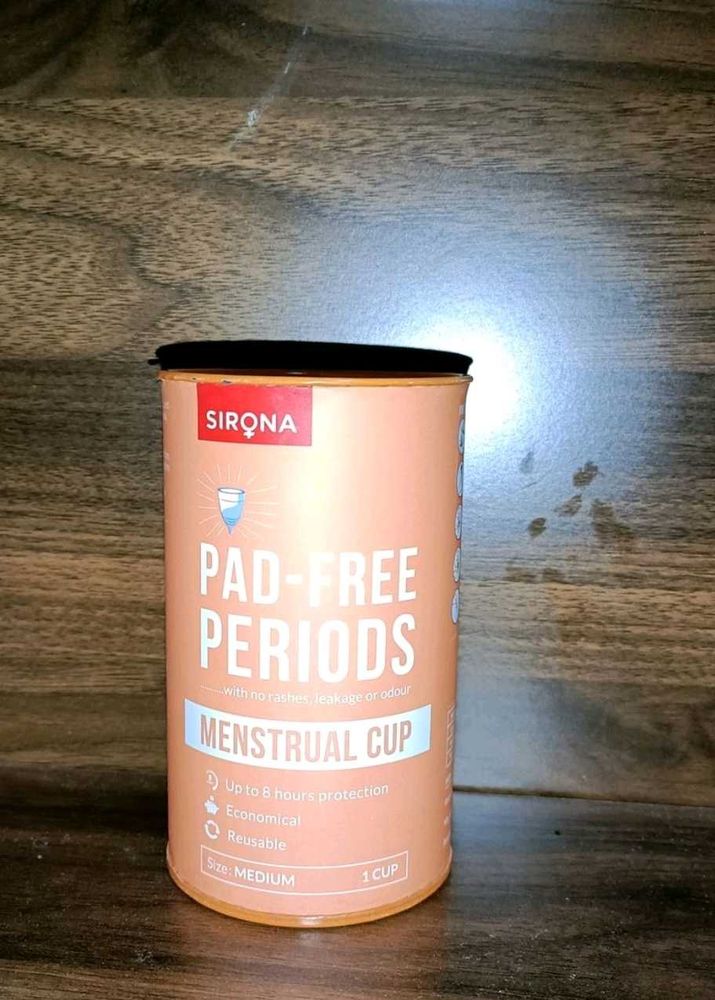 SIRONA
PAD-FREE
PERIODS
........with no rashes, leakage or odour
MENSTRUAL CUP
Up to 8 hours protection
Economical
Reusable
Size: MEDIUM 1 CUP